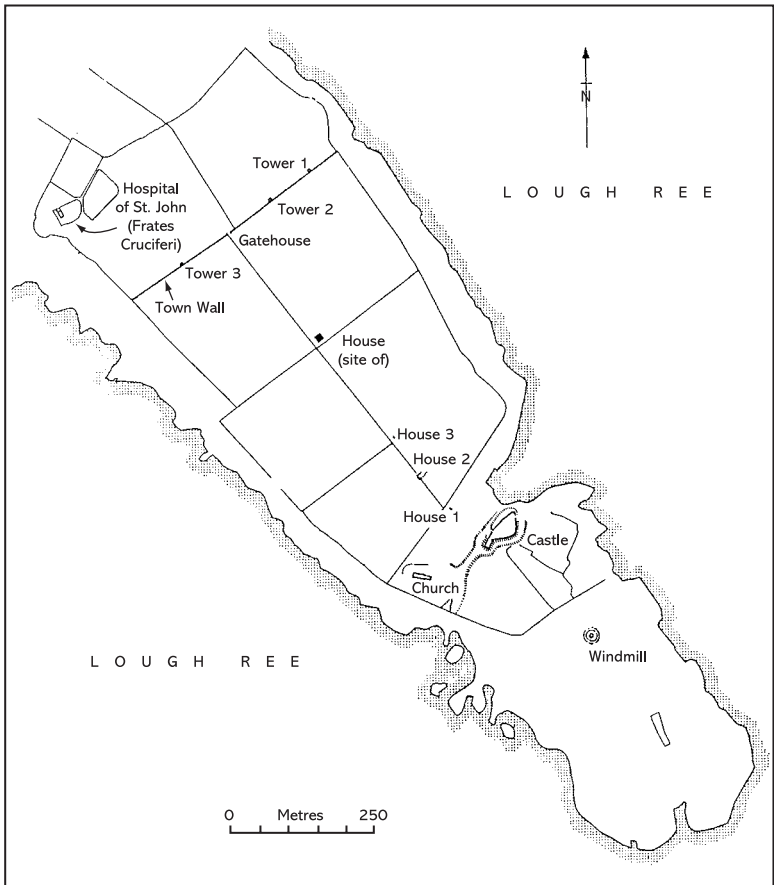 N
LOUGH REE
Tower 1
Hospital
of St. John
(Frates
Cruciferi)
Tower 2
Gatehouse
Tower 3
Town Wall
House
(site of)
House 3
House 2
House 1
Castle
Church
Windmill
LOUGH REE
0 Metres 250